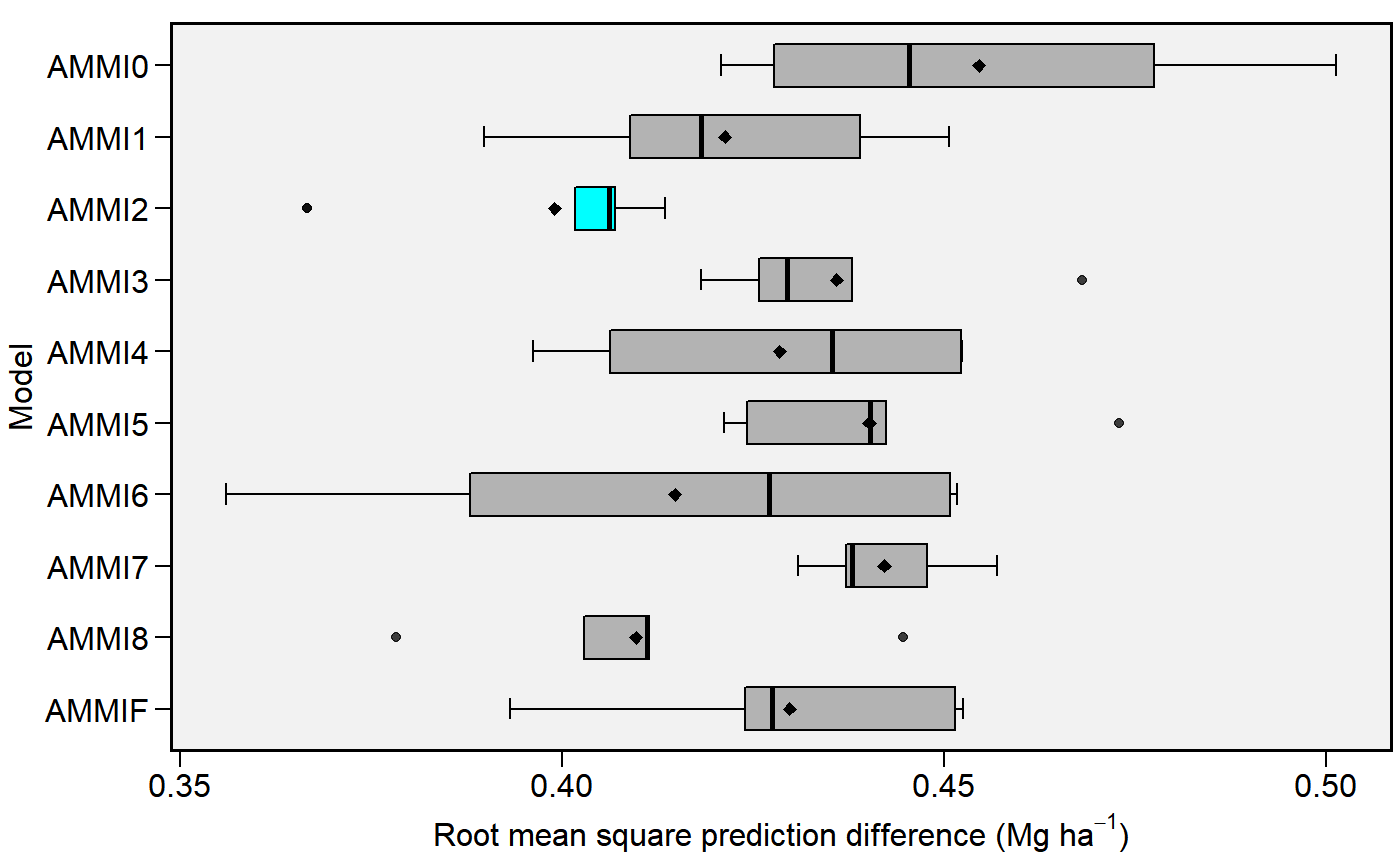 AMMI0
AMMI1
AMMI2
AMMI3
AMMI4
AMMI5
AMMI6
AMMI7
AMMI8
AMMIF
Model
0.35 0.40 0.45 0.50
Root mean square prediction difference (Mg ha⁻¹)